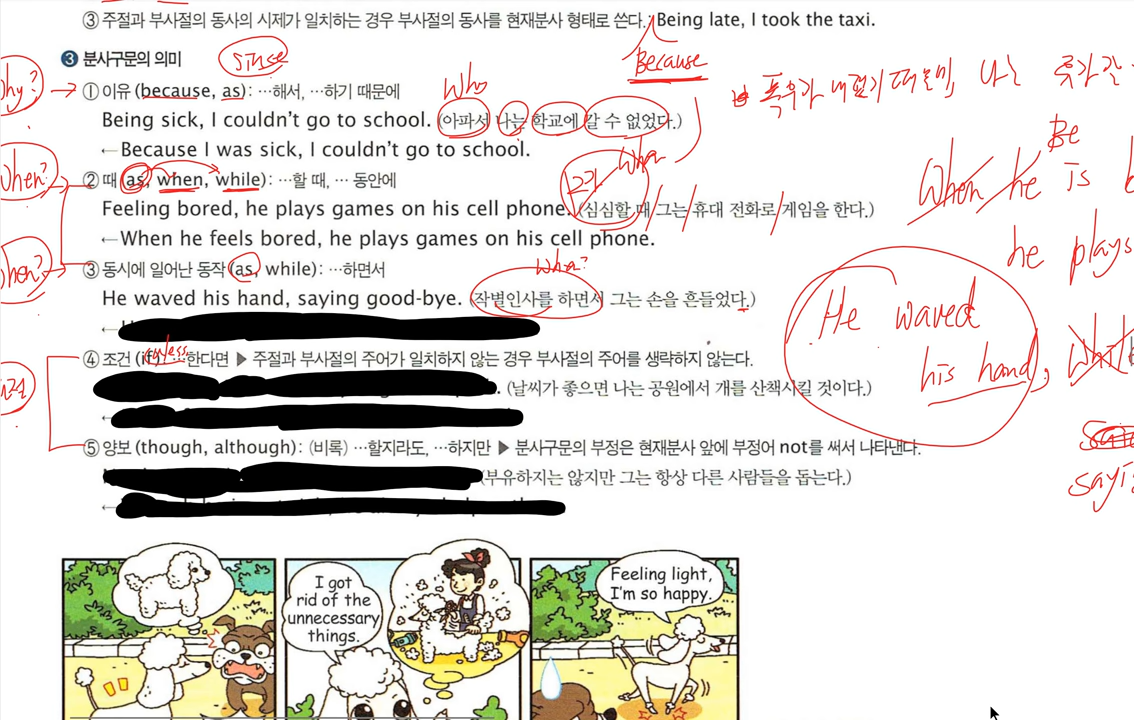 ③ 주절과 부사절의 동사의 시제가 일치하는 경우 부사절의 동사를 현재분사 형태로 쓴다. Being late, I took the taxi.
Because
③ 분사구문의 의미
since
① 이유 (because, as): …해서, …하기 때문에
Who
폭우가 내렸기 때문에, 나는
Being sick, I couldn't go to school. (아파서 나는 학교에 갈 수 없었다.)
←Because I was sick, I couldn't go to school.
When
Be
When he is
When?
② 때 (as, when, while): …할 때, … 동안에
Feeling bored, he plays games on his cell phone. (심심할 때 그는 휴대 전화로 게임을 한다.)
←When he feels bored, he plays games on his cell phone.
he plays
③ 동시에 일어난 동작 (as, while): …하면서
When?
He waved his hand, saying good-bye. (작별인사를 하면서 그는 손을 흔들었다.)
←
He waved
his hand,
④ 조건 (if) unless …한다면 ▶ 주절과 부사절의 주어가 일치하지 않는 경우 부사절의 주어를 생략하지 않는다.
(날씨가 좋으면 나는 공원에서 개를 산책시킬 것이다.)
←
⑤ 양보 (though, although): (비록) …할지라도, …하지만 ▶ 분사구문의 부정은 현재분사 앞에 부정어 not를 써서 나타낸다.
(부유하지는 않지만 그는 항상 다른 사람들을 돕는다.)
←
I got
rid of the
unnecessary
things.
Feeling light,
I'm so happy.